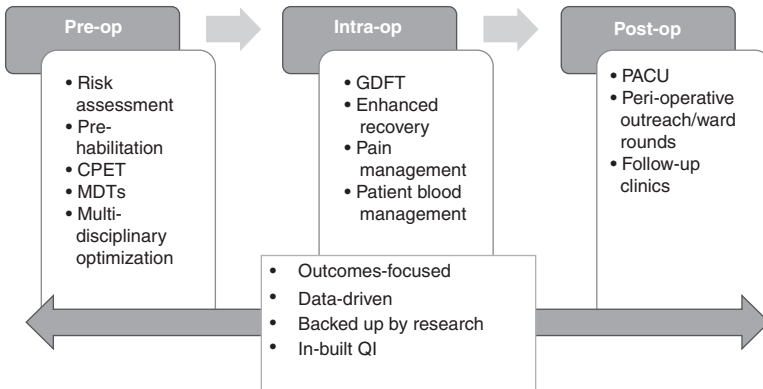 Pre-op
• Risk
assessment
• Pre-
habilitation
• CPET
• MDTs
• Multi-
disciplinary
optimization
Intra-op
• GDFT
• Enhanced
recovery
• Pain
management
• Patient blood
management
Post-op
• PACU
• Peri-operative
outreach/ward
rounds
• Follow-up
clinics
• Outcomes-focused
• Data-driven
• Backed up by research
• In-built QI